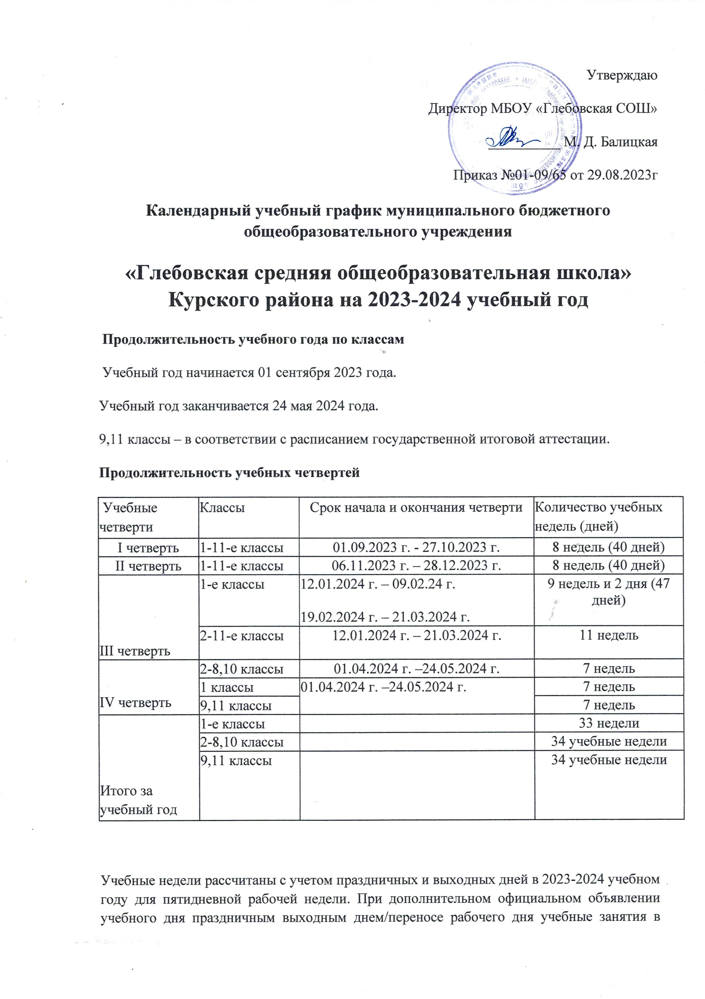 Утверждаю
Директор МБОУ «Глебовская СОШ»
М. Д. Балицкая
Приказ №01-09/65 от 29.08.2023г
Календарный учебный график муниципального бюджетного
общеобразовательного учреждения
«Глебовская средняя общеобразовательная школа»
Курского района на 2023-2024 учебный год
Продолжительность учебного года по классам
Учебный год начинается 01 сентября 2023 года.
Учебный год заканчивается 24 мая 2024 года.
9,11 классы – в соответствии с расписанием государственной итоговой аттестации.
Продолжительность учебных четвертей
Учебные четверти Классы Срок начала и окончания четверти Количество учебных недель (дней)
I четверть 1-11-е классы 01.09.2023 г. - 27.10.2023 г. 8 недель (40 дней)
II четверть 1-11-е классы 06.11.2023 г. – 28.12.2023 г. 8 недель (40 дней)
III четверть
1-е классы 12.01.2024 г. – 09.02.24 г. 9 недель и 2 дня (47 дней)
19.02.2024 г. – 21.03.2024 г.
2-11-е классы 12.01.2024 г. – 21.03.2024 г. 11 недель
IV четверть
2-8,10 классы 01.04.2024 г. –24.05.2024 г. 7 недель
1 классы 01.04.2024 г. –24.05.2024 г. 7 недель
9,11 классы 7 недель
Итого за учебный год
1-е классы 33 недели
2-8,10 классы 34 учебные недели
9,11 классы 34 учебные недели
Учебные недели рассчитаны с учетом праздничных и выходных дней в 2023-2024 учебном
году для пятидневной рабочей недели. При дополнительном официальном объявлении
учебного дня праздничным выходным днем/переносе рабочего дня учебные занятия в